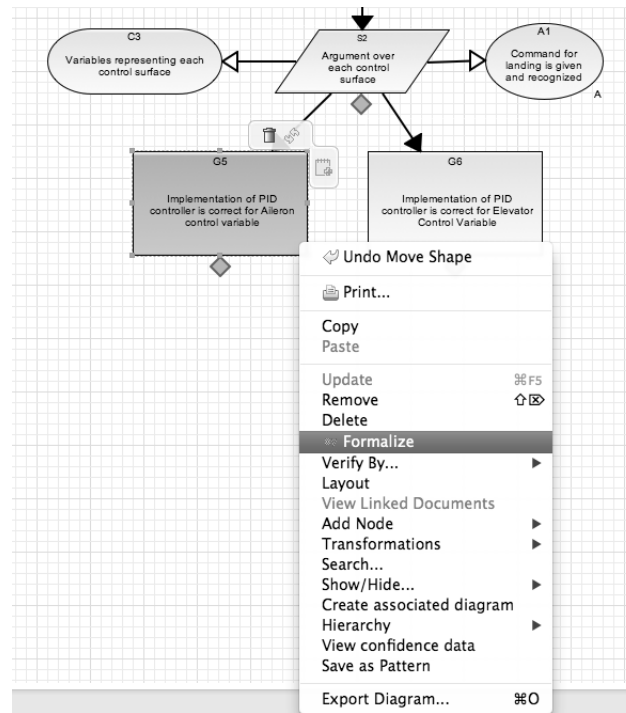 C3
Variables representing each
control surface
S2
Argument over
each control
surface
A1
Command for
landing is given
and recognized
A
G5
Implementation of PID
controller is correct for Aileron
control variable
G6
Implementation of PID
controller is correct for Elevator
Control Variable
Undo Move Shape
Print...
Copy
Paste
Update ⌘F5
Remove ⇧⌦
Delete
Formalize
Verify By... ▶
Layout
View Linked Documents
Add Node ▶
Transformations ▶
Search...
Show/Hide... ▶
Create associated diagram
Hierarchy ▶
View confidence data
Save as Pattern
Export Diagram... ⌘O